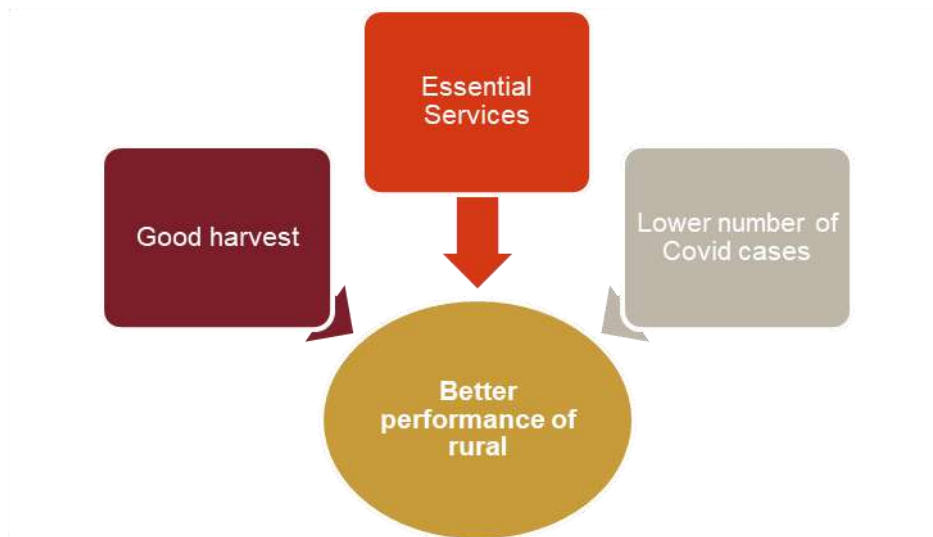 Essential
Services
Good harvest
Lower number of
Covid cases
Better
performance of
rural